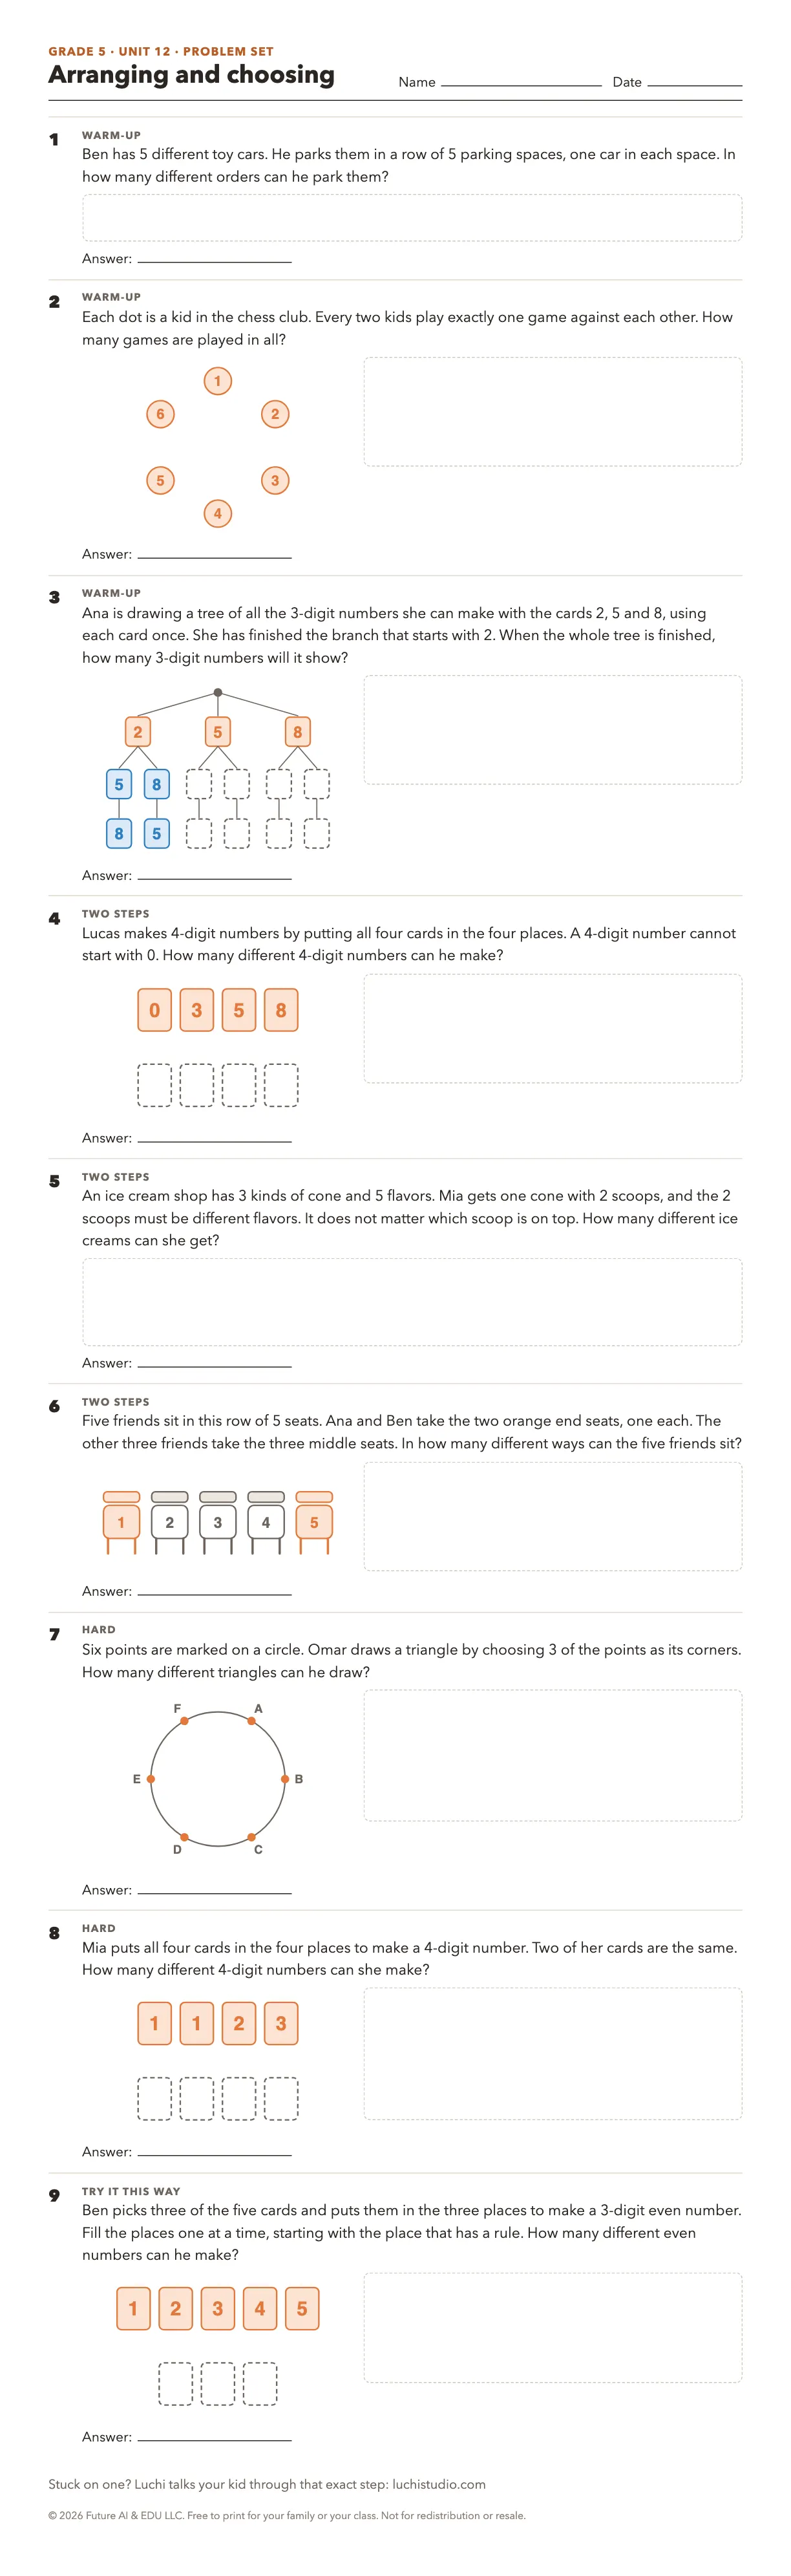 GRADE 5 · UNIT 12 · PROBLEM SET
Arranging and choosing
Name
Date
1
WARM-UP
Ben has 5 different toy cars. He parks them in a row of 5 parking spaces, one car in each space. In
how many different orders can he park them?
Answer:
2
WARM-UP
Each dot is a kid in the chess club. Every two kids play exactly one game against each other. How
many games are played in all?
1
6
2
5
3
4
Answer:
3
WARM-UP
Ana is drawing a tree of all the 3-digit numbers she can make with the cards 2, 5 and 8, using
each card once. She has finished the branch that starts with 2. When the whole tree is finished,
how many 3-digit numbers will it show?
2 5 8
5 8
8 5
Answer:
4
TWO STEPS
Lucas makes 4-digit numbers by putting all four cards in the four places. A 4-digit number cannot
start with 0. How many different 4-digit numbers can he make?
0 3 5 8
Answer:
5
TWO STEPS
An ice cream shop has 3 kinds of cone and 5 flavors. Mia gets one cone with 2 scoops, and the 2
scoops must be different flavors. It does not matter which scoop is on top. How many different ice
creams can she get?
Answer:
6
TWO STEPS
Five friends sit in this row of 5 seats. Ana and Ben take the two orange end seats, one each. The
other three friends take the three middle seats. In how many different ways can the five friends sit?
1 2 3 4 5
Answer:
7
HARD
Six points are marked on a circle. Omar draws a triangle by choosing 3 of the points as its corners.
How many different triangles can he draw?
F A
E B
D C
Answer:
8
HARD
Mia puts all four cards in the four places to make a 4-digit number. Two of her cards are the same.
How many different 4-digit numbers can she make?
1 1 2 3
Answer:
9
TRY IT THIS WAY
Ben picks three of the five cards and puts them in the three places to make a 3-digit even number.
Fill the places one at a time, starting with the place that has a rule. How many different even
numbers can he make?
1 2 3 4 5
Answer:
Stuck on one? Luchi talks your kid through that exact step: luchistudio.com
© 2026 Future AI & EDU LLC. Free to print for your family or your class. Not for redistribution or resale.